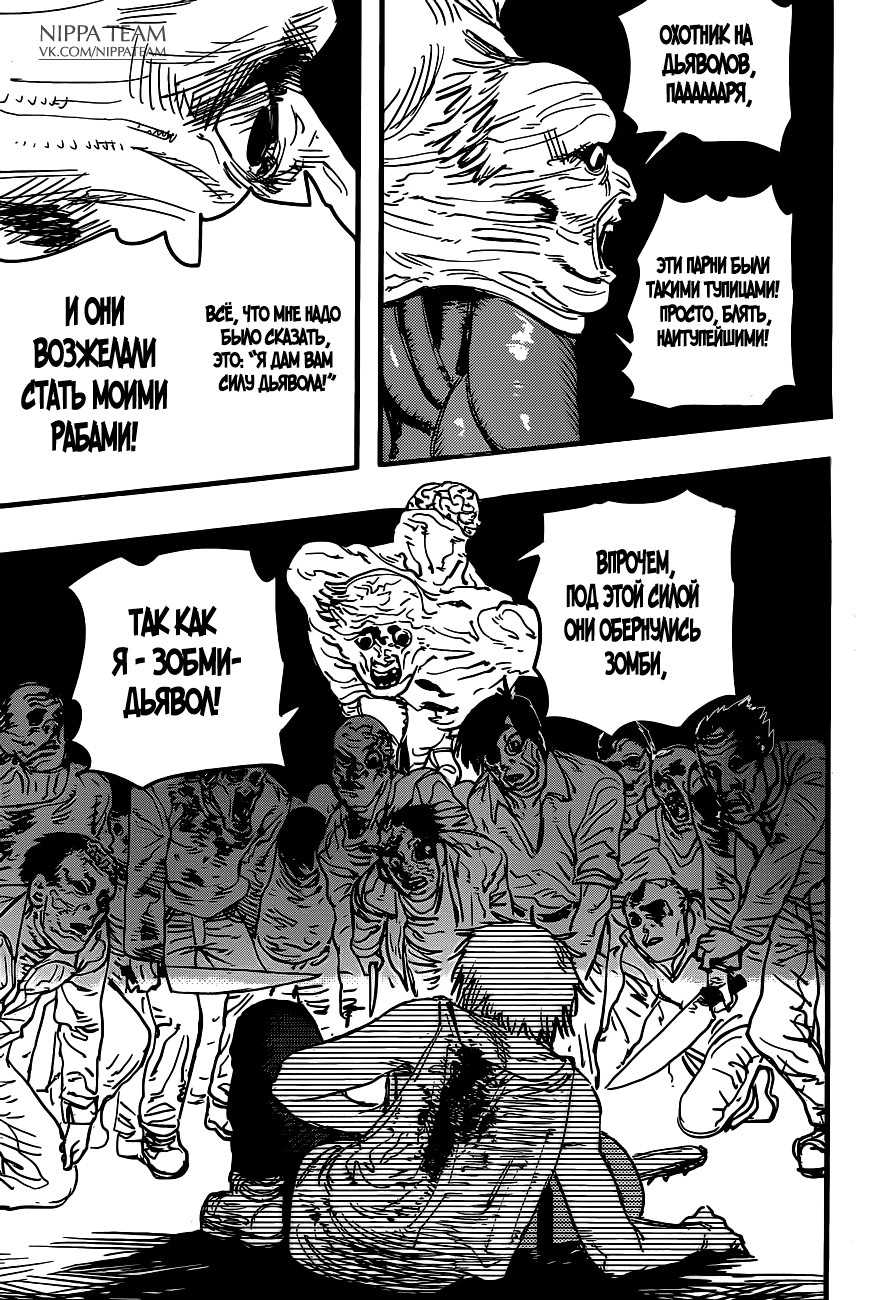 NIPPA TEAM
VK.COM/NIPPATEAM
ОХОТНИК НА
ДЬЯВОЛОВ,
ПААААААРЯ,
ЭТИ ПАРНИ БЫЛИ
ТАКИМИ ТУПИЦАМИ!
ПРОСТО, БЛЯТЬ,
НАИТУПЕЙШИМИ!
ВСЁ, ЧТО МНЕ НАДО
БЫЛО СКАЗАТЬ,
ЭТО: "Я ДАМ ВАМ
СИЛУ ДЬЯВОЛА!"
И ОНИ
ВОЗЖЕЛАЛИ
СТАТЬ МОИМИ
РАБАМИ!
ВПРОЧЕМ,
ПОД ЭТОЙ СИЛОЙ
ОНИ ОБЕРНУЛИСЬ
ЗОМБИ,
ТАК КАК
Я - ЗОБМИ-
ДЬЯВОЛ!